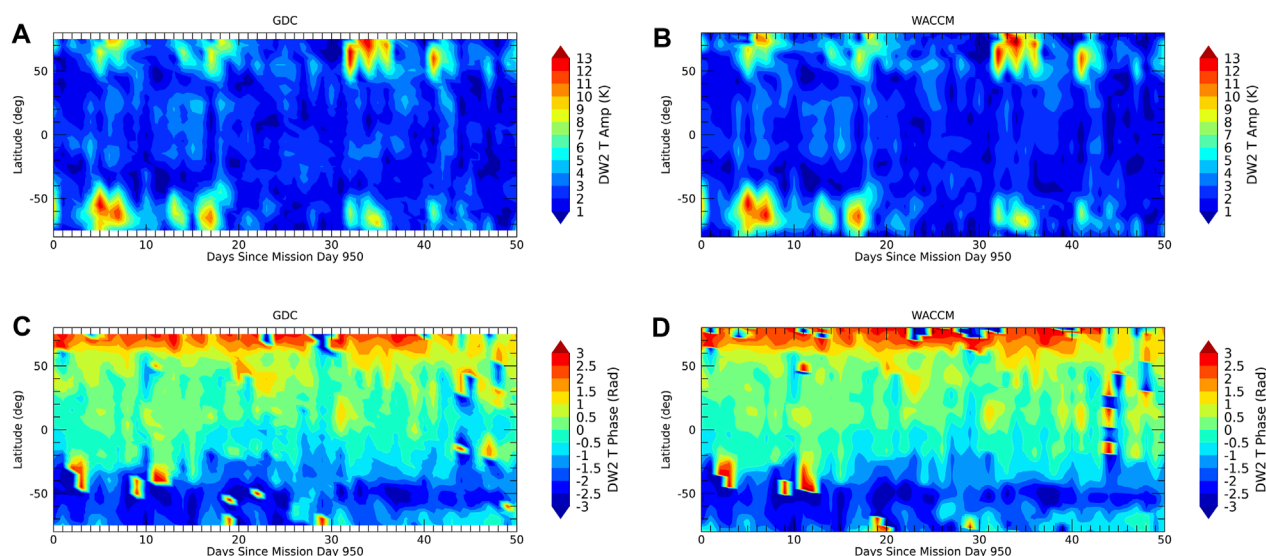 A
GDC
50
0
-50
Latitude (deg)
0 10 20 30 40 50
Days Since Mission Day 950
13
12
11
10
9
8
7
6
5
4
3
2
1
DW2 T Amp (K)
B
WACCM
50
0
-50
Latitude (deg)
0 10 20 30 40 50
Days Since Mission Day 950
13
12
11
10
9
8
7
6
5
4
3
2
1
DW2 T Amp (K)
C
GDC
50
0
-50
Latitude (deg)
0 10 20 30 40 50
Days Since Mission Day 950
3
2.5
2
1.5
1
0.5
0
-0.5
-1
-1.5
-2
-2.5
-3
DW2 T Phase (Rad)
D
WACCM
50
0
-50
Latitude (deg)
0 10 20 30 40 50
Days Since Mission Day 950
3
2.5
2
1.5
1
0.5
0
-0.5
-1
-1.5
-2
-2.5
-3
DW2 T Phase (Rad)